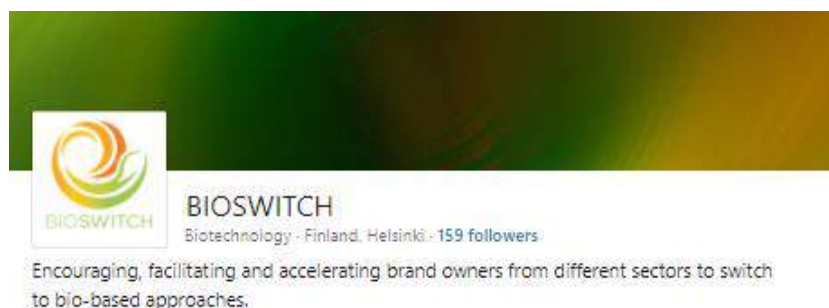 BIOSWITCH
BIOSWITCH
Biotechnology · Finland, Helsinki · 159 followers
Encouraging, facilitating and accelerating brand owners from different sectors to switch
to bio-based approaches.